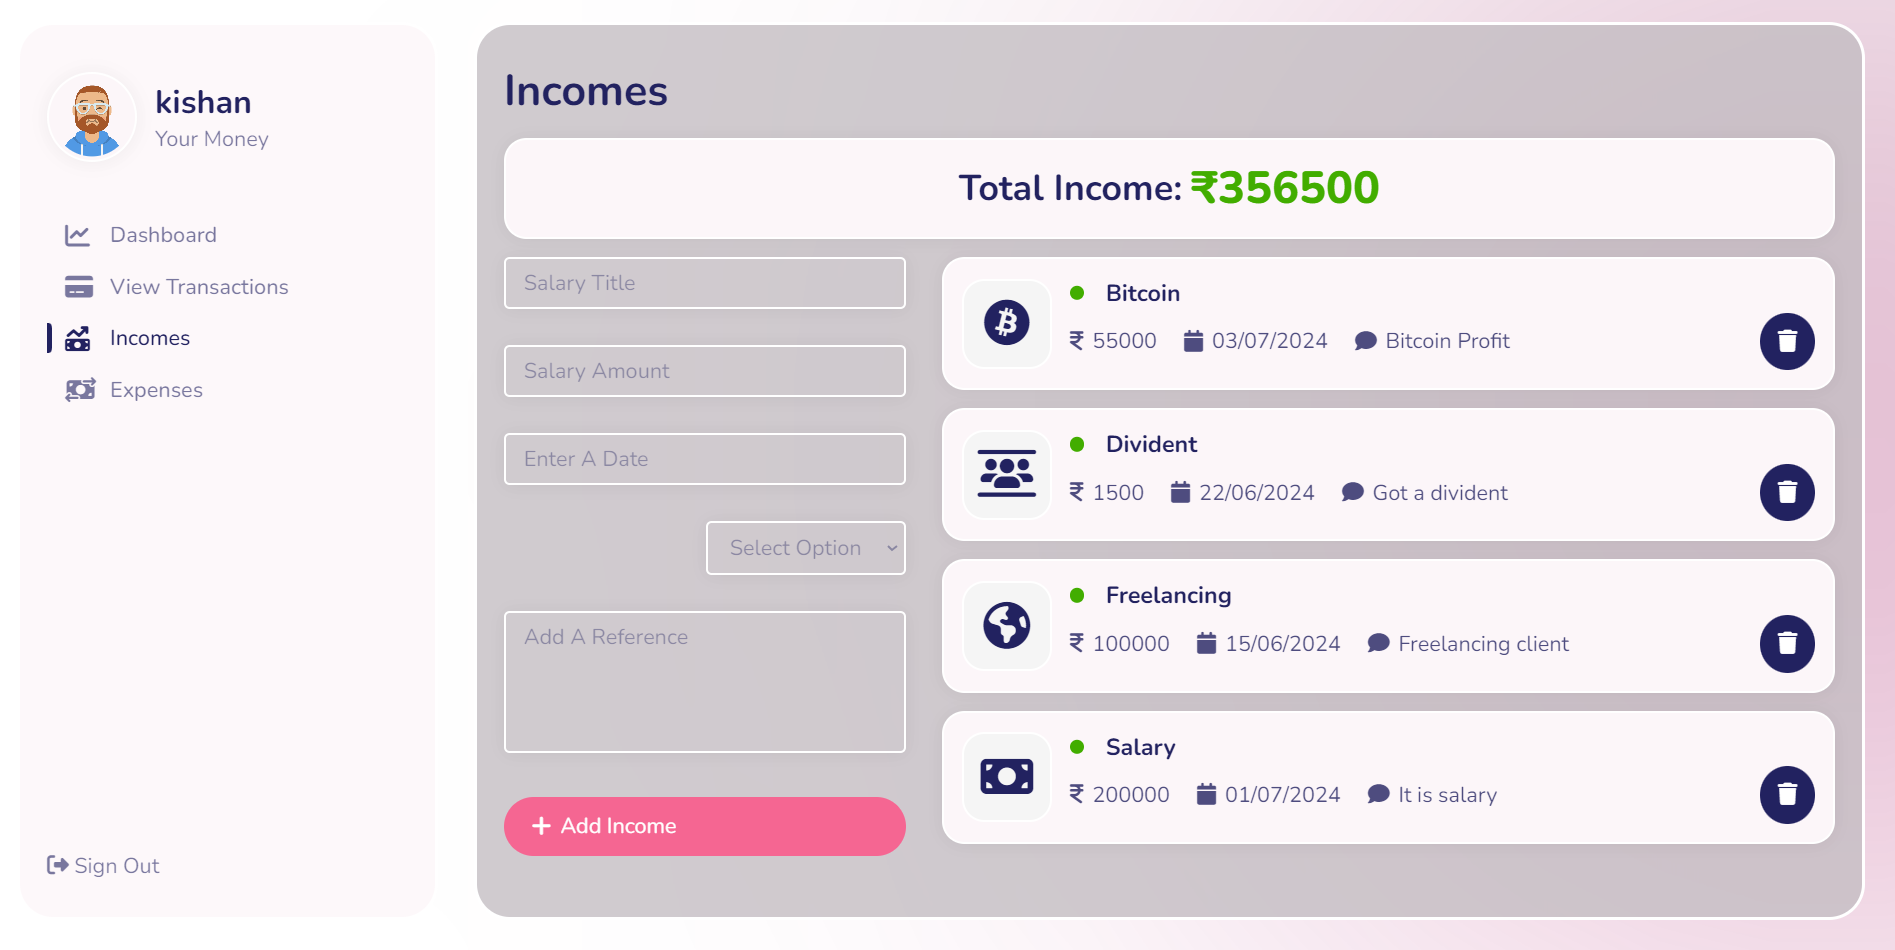 kishan
Your Money
Dashboard
View Transactions
Incomes
Expenses
Sign Out
Incomes
Total Income: ₹356500
Salary Title
Salary Amount
Enter A Date
Select Option
Add A Reference
+ Add Income
Bitcoin
₹ 55000 03/07/2024 Bitcoin Profit
Divident
₹ 1500 22/06/2024 Got a divident
Freelancing
₹ 100000 15/06/2024 Freelancing client
Salary
₹ 200000 01/07/2024 It is salary